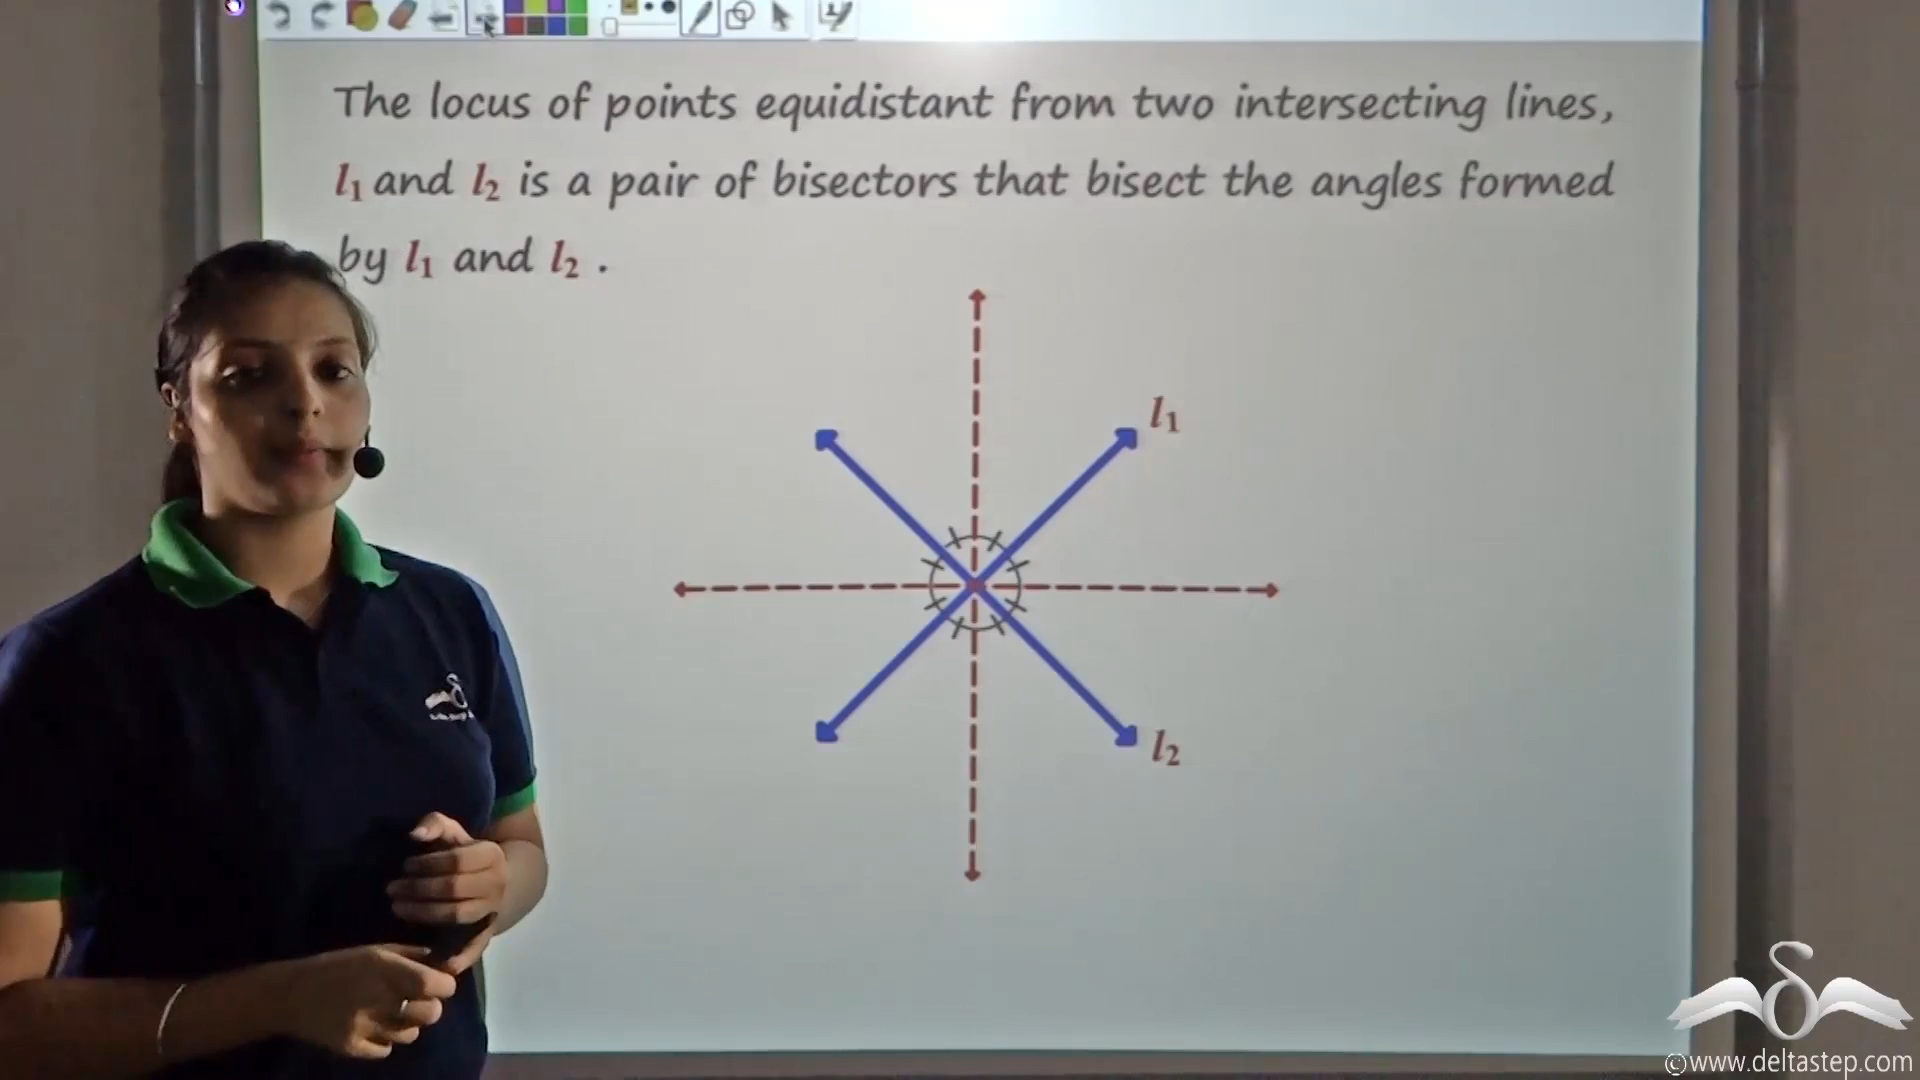 The locus of points equidistant from two intersecting lines,
l₁ and l₂ is a pair of bisectors that bisect the angles formed
by l₁ and l₂ .
l₁
l₂
©www.deltastep.com